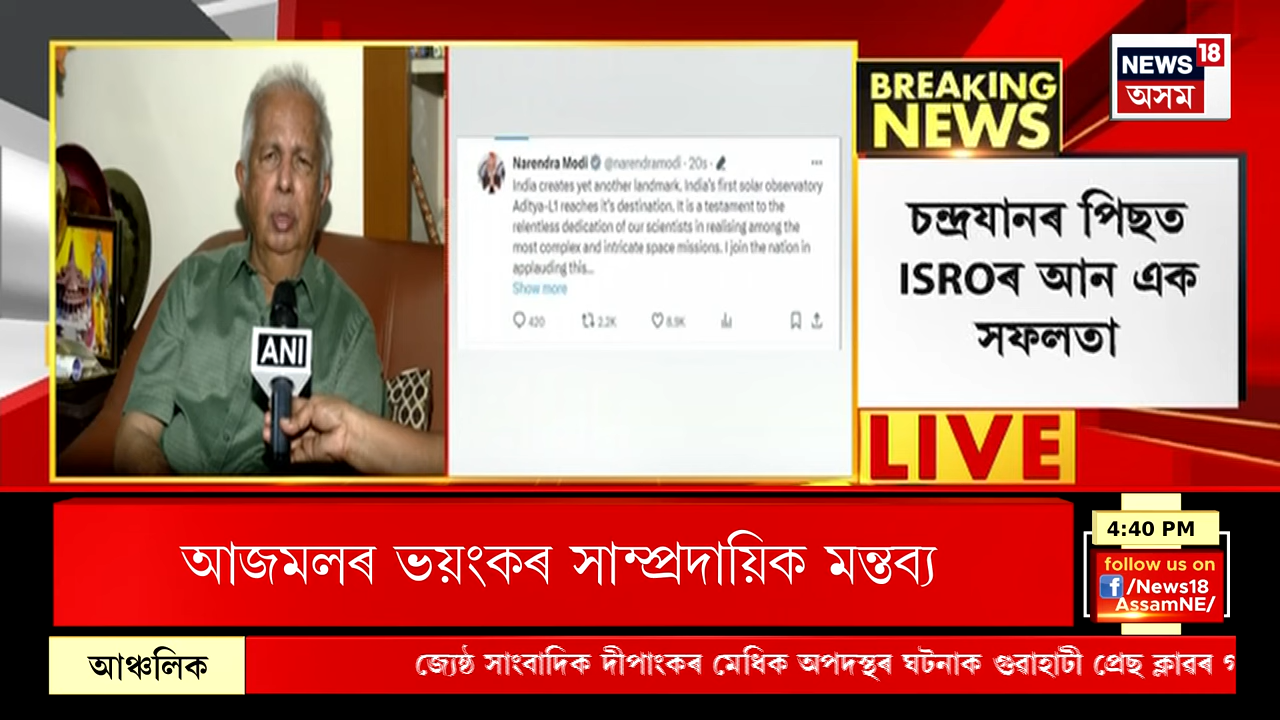 NEWS 18
অসম
BREAKING
NEWS
চন্দ্ৰযানৰ পিছত
ISROৰ আন এক
সফলতা
LIVE
ANI
Narendra Modi @narendramodi · 20s ·
India creates yet another landmark. India's first solar observatory
Aditya-L1 reaches it's destination. It is a testament to the
relentless dedication of our scientists in realising among the
most complex and intricate space missions. I join the nation in
applauding this...
Show more
420 2.2K 8.9K
আজমলৰ ভয়ংকৰ সাম্প্ৰদায়িক মন্তব্য
4:40 PM
follow us on
/News18
AssamNE/
আঞ্চলিক
জ্যেষ্ঠ সাংবাদিক দীপাংকৰ মেধিক অপদস্থৰ ঘটনাক গুৱাহাটী প্ৰেছ ক্লাৱৰ